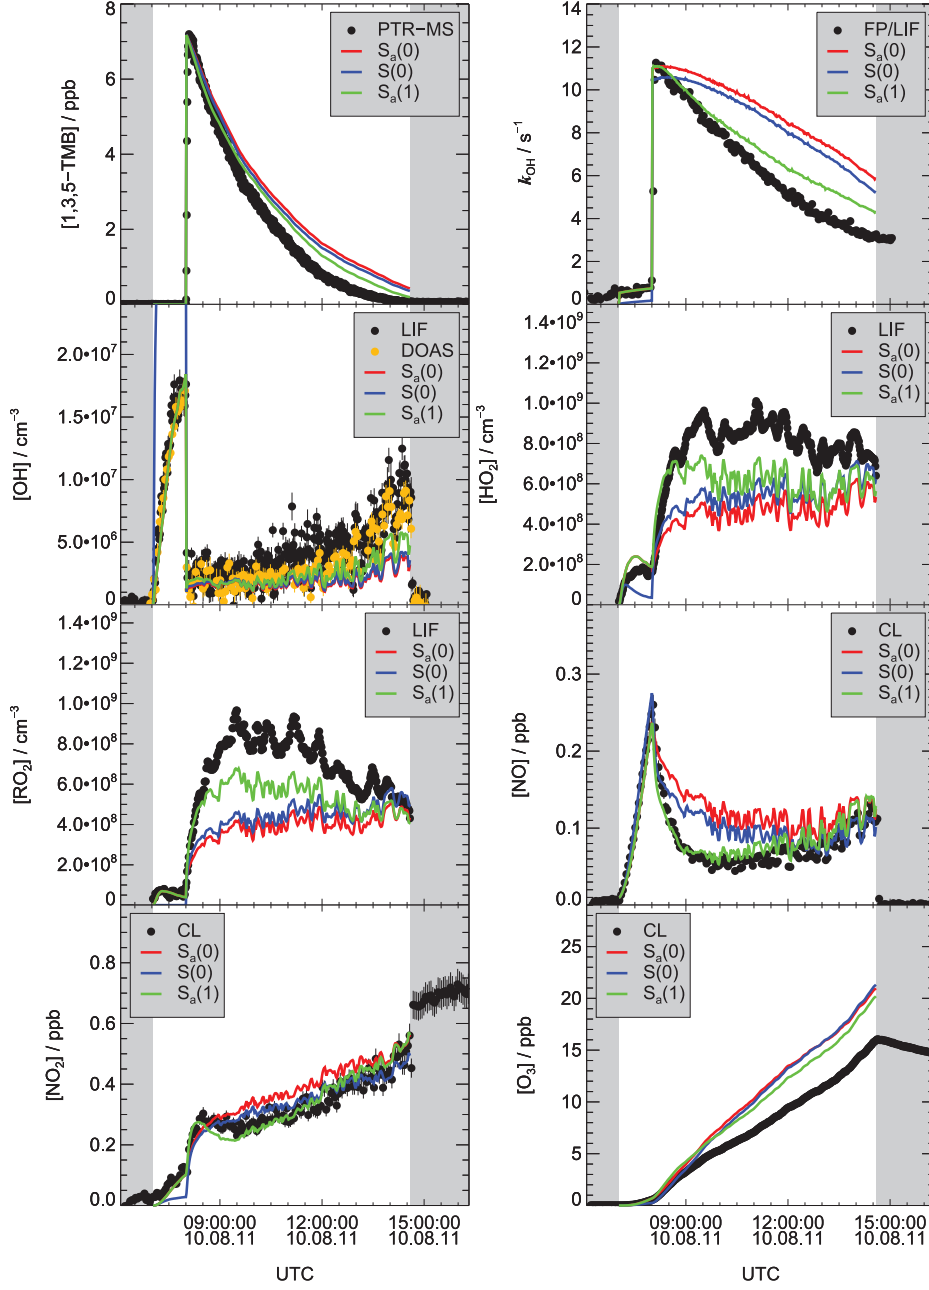 [1,3,5−TMB] / ppb
8
6
4
2
0
PTR−MS
Sₐ(0)
S(0)
Sₐ(1)
k_OH / s⁻¹
14
12
10
8
6
4
2
0
FP/LIF
Sₐ(0)
S(0)
Sₐ(1)
[OH] / cm⁻³
2.0•10⁷
1.5•10⁷
1.0•10⁷
5.0•10⁶
0
LIF
DOAS
Sₐ(0)
S(0)
Sₐ(1)
[HO₂] / cm⁻³
1.4•10⁹
1.2•10⁹
1.0•10⁹
8.0•10⁸
6.0•10⁸
4.0•10⁸
2.0•10⁸
0
LIF
Sₐ(0)
S(0)
Sₐ(1)
[RO₂] / cm⁻³
1.4•10⁹
1.2•10⁹
1.0•10⁹
8.0•10⁸
6.0•10⁸
4.0•10⁸
2.0•10⁸
0
LIF
Sₐ(0)
S(0)
Sₐ(1)
[NO] / ppb
0.3
0.2
0.1
0.0
CL
Sₐ(0)
S(0)
Sₐ(1)
[NO₂] / ppb
0.8
0.6
0.4
0.2
0.0
CL
Sₐ(0)
S(0)
Sₐ(1)
09:00:00 12:00:00 15:00:00
10.08.11 10.08.11 10.08.11
UTC
[O₃] / ppb
25
20
15
10
5
0
CL
Sₐ(0)
S(0)
Sₐ(1)
09:00:00 12:00:00 15:00:00
10.08.11 10.08.11 10.08.11
UTC